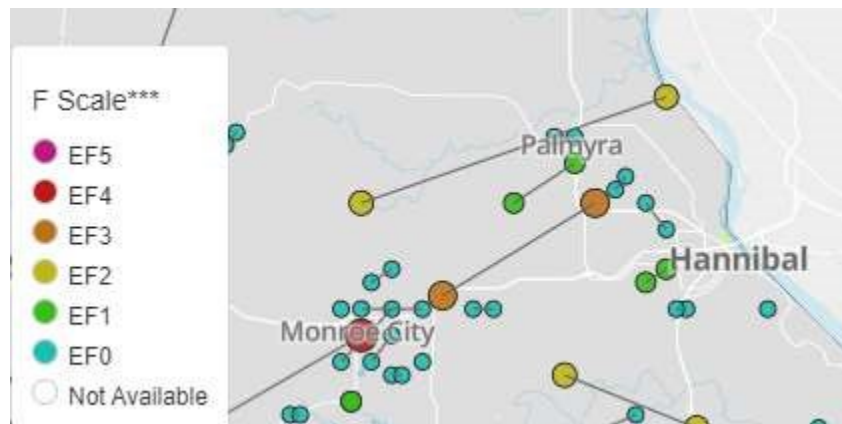 F Scale***
EF5
EF4
EF3
EF2
EF1
EF0
Not Available
Palmyra
Hannibal
Monroe City